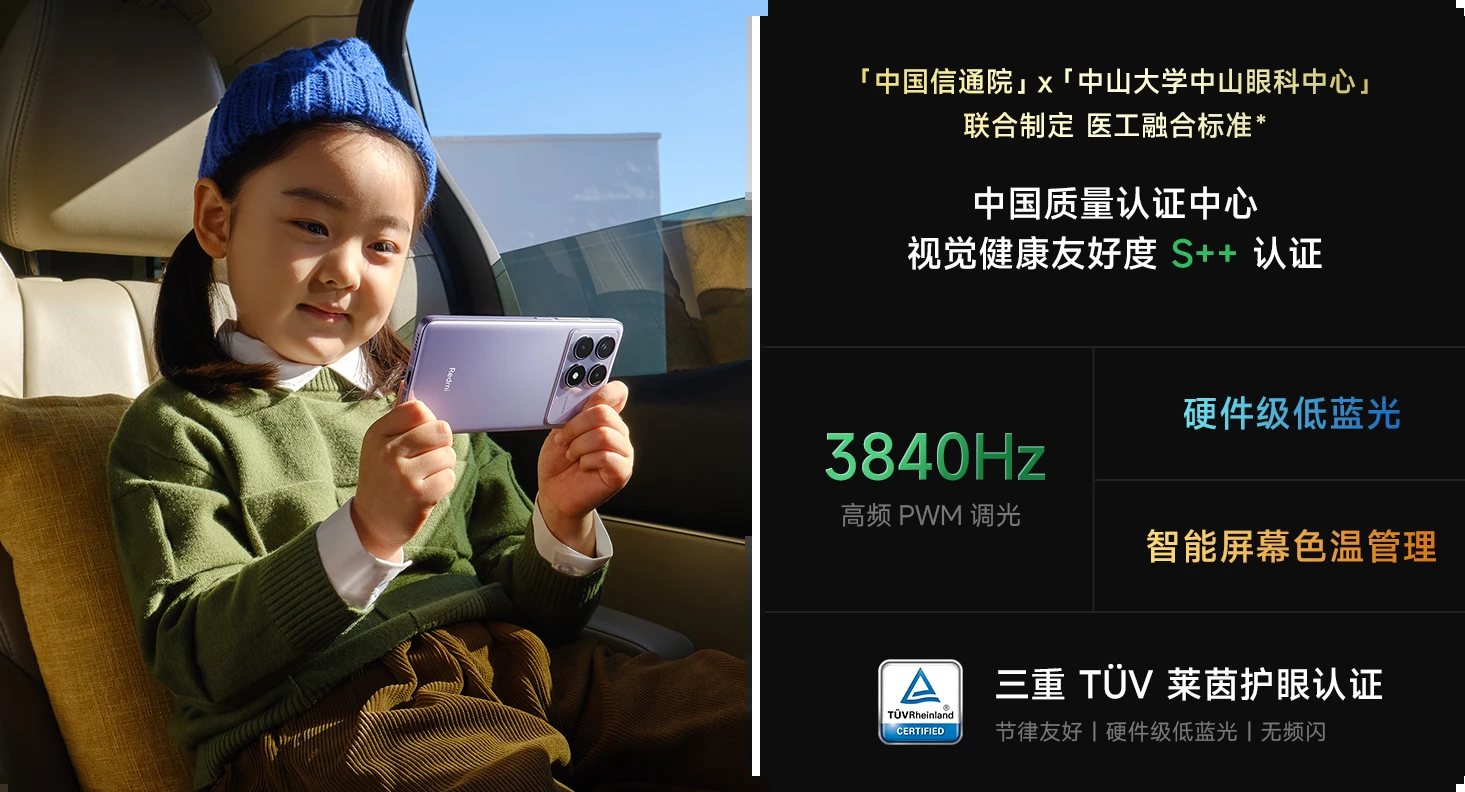 Redmi
「中国信通院」x「中山大学中山眼科中心」
联合制定 医工融合标准*
中国质量认证中心
视觉健康友好度 S++ 认证
3840Hz
高频 PWM 调光
硬件级低蓝光
智能屏幕色温管理
TÜVRheinland®
CERTIFIED
三重 TÜV 莱茵护眼认证
节律友好 | 硬件级低蓝光 | 无频闪